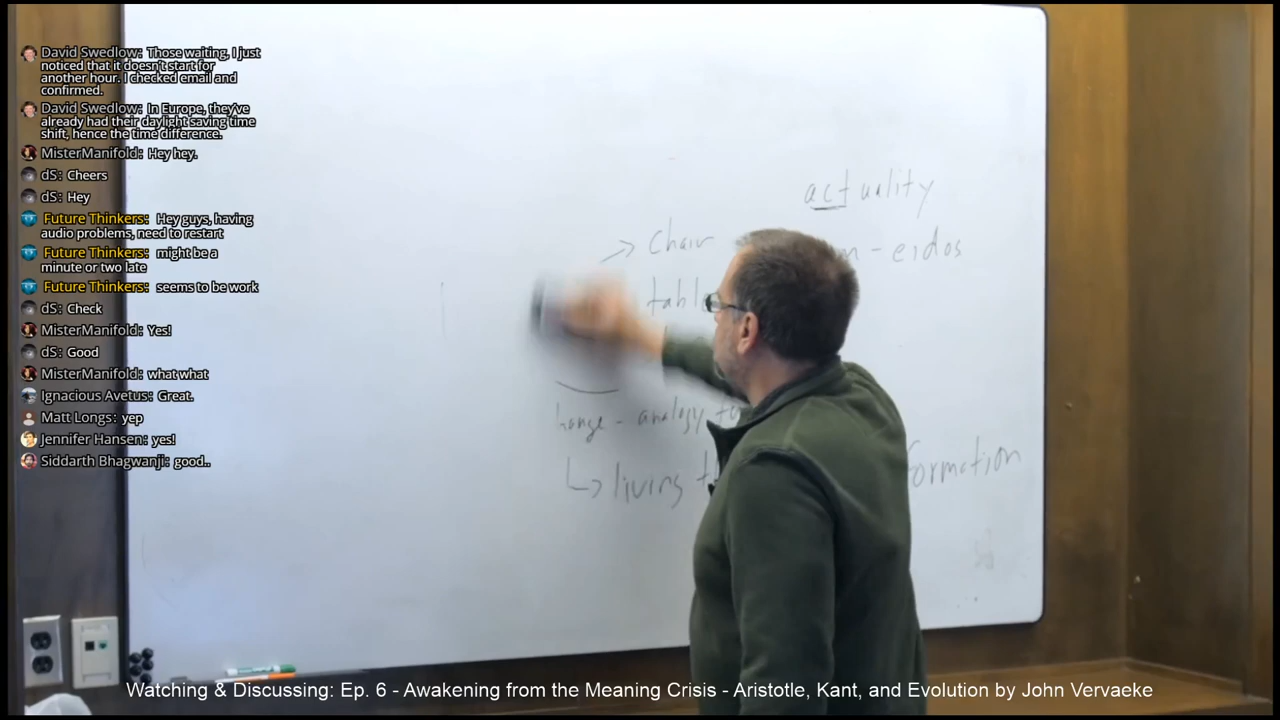 David Swedlow: Those waiting, I just
noticed that it doesn't start for
another hour. I checked email and
confirmed.
David Swedlow: In Europe, they've
already had their daylight saving time
shift, hence the time difference.
MisterManifold: Hey hey.
dS: Cheers
dS: Hey
Future Thinkers: Hey guys, having
audio problems, need to restart
Future Thinkers: might be a
minute or two late
Future Thinkers: seems to be work
dS: Check
MisterManifold: Yes!
dS: Good
MisterManifold: what what
Ignacious Avetus: Great.
Matt Longs: yep
Jennifer Hansen: yes!
Siddarth Bhagwanji: good..
actuality
chair
eidos
hange - analogy
living
formation
Watching & Discussing: Ep. 6 - Awakening from the Meaning Crisis - Aristotle, Kant, and Evolution by John Vervaeke